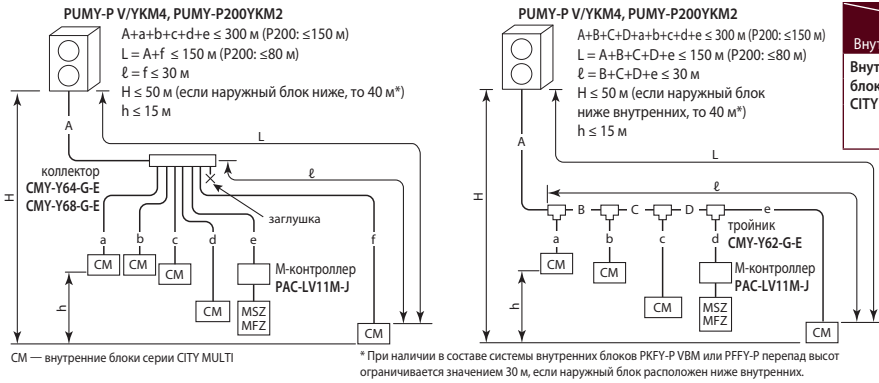 PUMY-P V/YKM4, PUMY-P200YKM2
A+a+b+c+d+e ≤ 300 м (P200: ≤150 м)
L = A+f ≤ 150 м (P200: ≤80 м)
ℓ = f ≤ 30 м
H ≤ 50 м (если наружный блок ниже, то 40 м*)
h ≤ 15 м
A
L
H
коллектор
CMY-Y64-G-E
CMY-Y68-G-E
ℓ
заглушка
a
b
c
d
e
f
CM
CM
CM
М-контроллер
PAC-LV11M-J
h
CM
MSZ
MFZ
CM
CM — внутренние блоки серии CITY MULTI
PUMY-P V/YKM4, PUMY-P200YKM2
A+B+C+D+a+b+c+d+e ≤ 300 м (P200: ≤150 м)
L = A+B+C+D+e ≤ 150 м (P200: ≤80 м)
ℓ = B+C+D+e ≤ 30 м
H ≤ 50 м (если наружный блок
ниже внутренних, то 40 м*)
h ≤ 15 м
A
L
H
ℓ
B
C
D
e
тройник
CMY-Y62-G-E
a
b
c
d
CM
CM
М-контроллер
PAC-LV11M-J
h
CM
MSZ
MFZ
CM
* При наличии в составе системы внутренних блоков PKFY-P VBM или PFFY-P перепад высот
ограничивается значением 30 м, если наружный блок расположен ниже внутренних.
Внут
Внут
блок
CITY